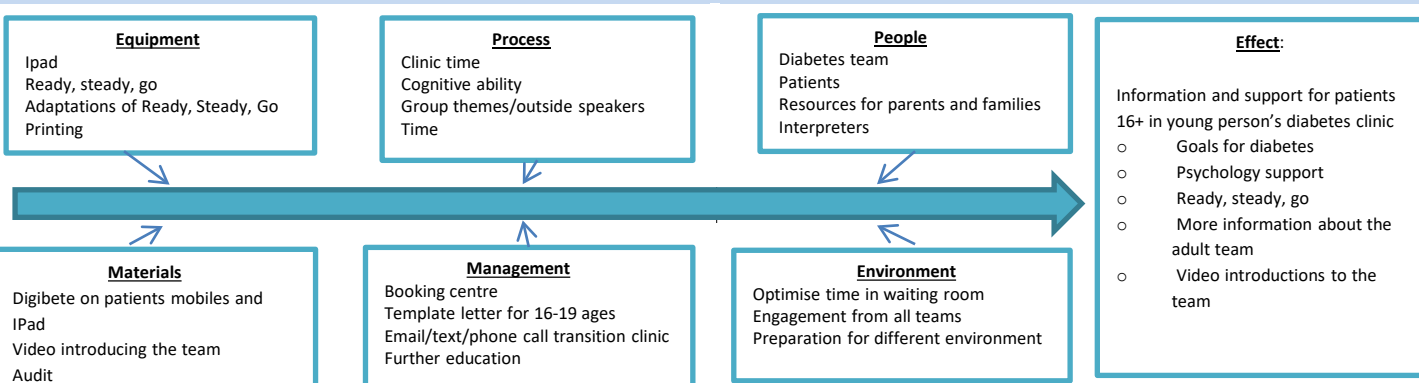 Equipment
Ipad
Ready, steady, go
Adaptations of Ready, Steady, Go
Printing
Process
Clinic time
Cognitive ability
Group themes/outside speakers
Time
People
Diabetes team
Patients
Resources for parents and families
Interpreters
Effect:
Information and support for patients
16+ in young person's diabetes clinic
o Goals for diabetes
o Psychology support
o Ready, steady, go
o More information about the
adult team
o Video introductions to the
team
Materials
Digibete on patients mobiles and
IPad
Video introducing the team
Audit
Management
Booking centre
Template letter for 16-19 ages
Email/text/phone call transition clinic
Further education
Environment
Optimise time in waiting room
Engagement from all teams
Preparation for different environment